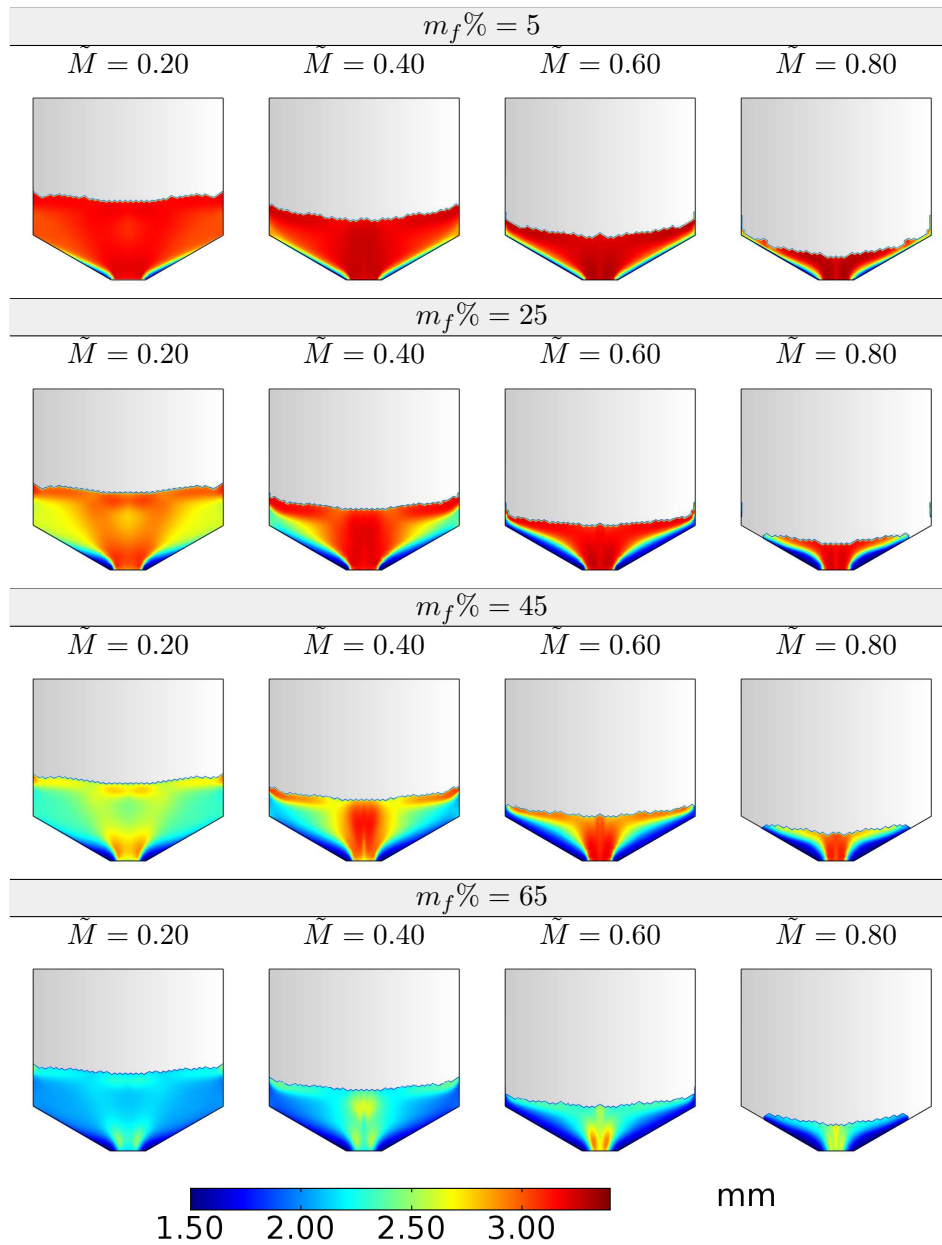 m_f% = 5
M̃ = 0.20 M̃ = 0.40 M̃ = 0.60 M̃ = 0.80
m_f% = 25
M̃ = 0.20 M̃ = 0.40 M̃ = 0.60 M̃ = 0.80
m_f% = 45
M̃ = 0.20 M̃ = 0.40 M̃ = 0.60 M̃ = 0.80
m_f% = 65
M̃ = 0.20 M̃ = 0.40 M̃ = 0.60 M̃ = 0.80
mm
1.50 2.00 2.50 3.00